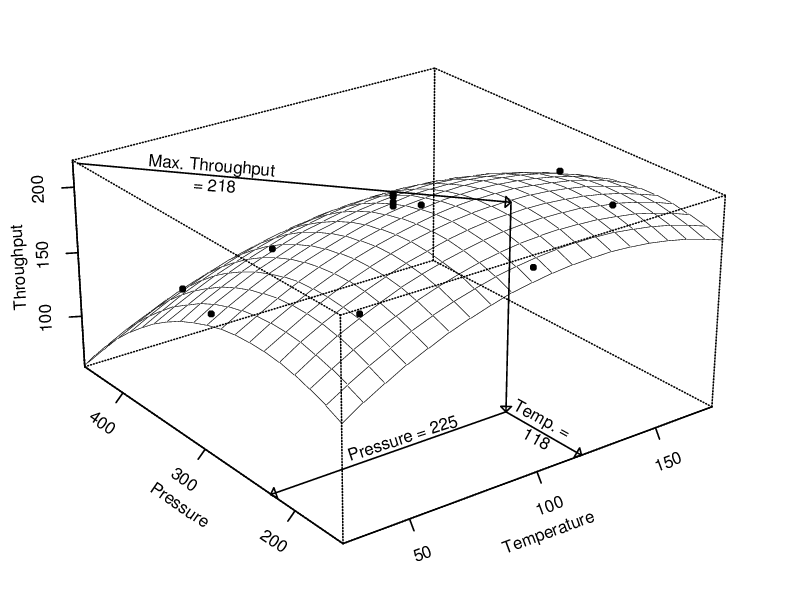 Max. Throughput
= 218
200
150
100
Throughput
400
300
200
Pressure
Pressure = 225
Temp. =
118
50
100
150
Temperature